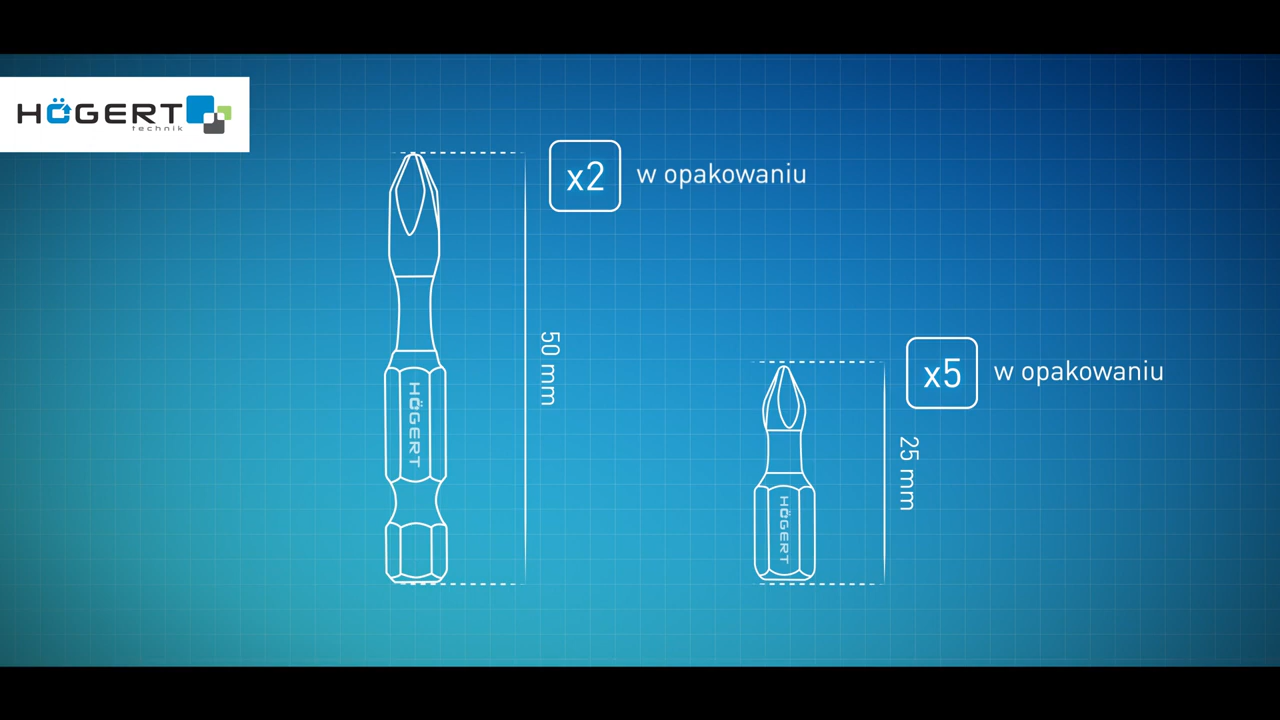 HÖGERT
technik
x2 w opakowaniu
50 mm
HÖGERT
x5 w opakowaniu
25 mm
HÖGERT